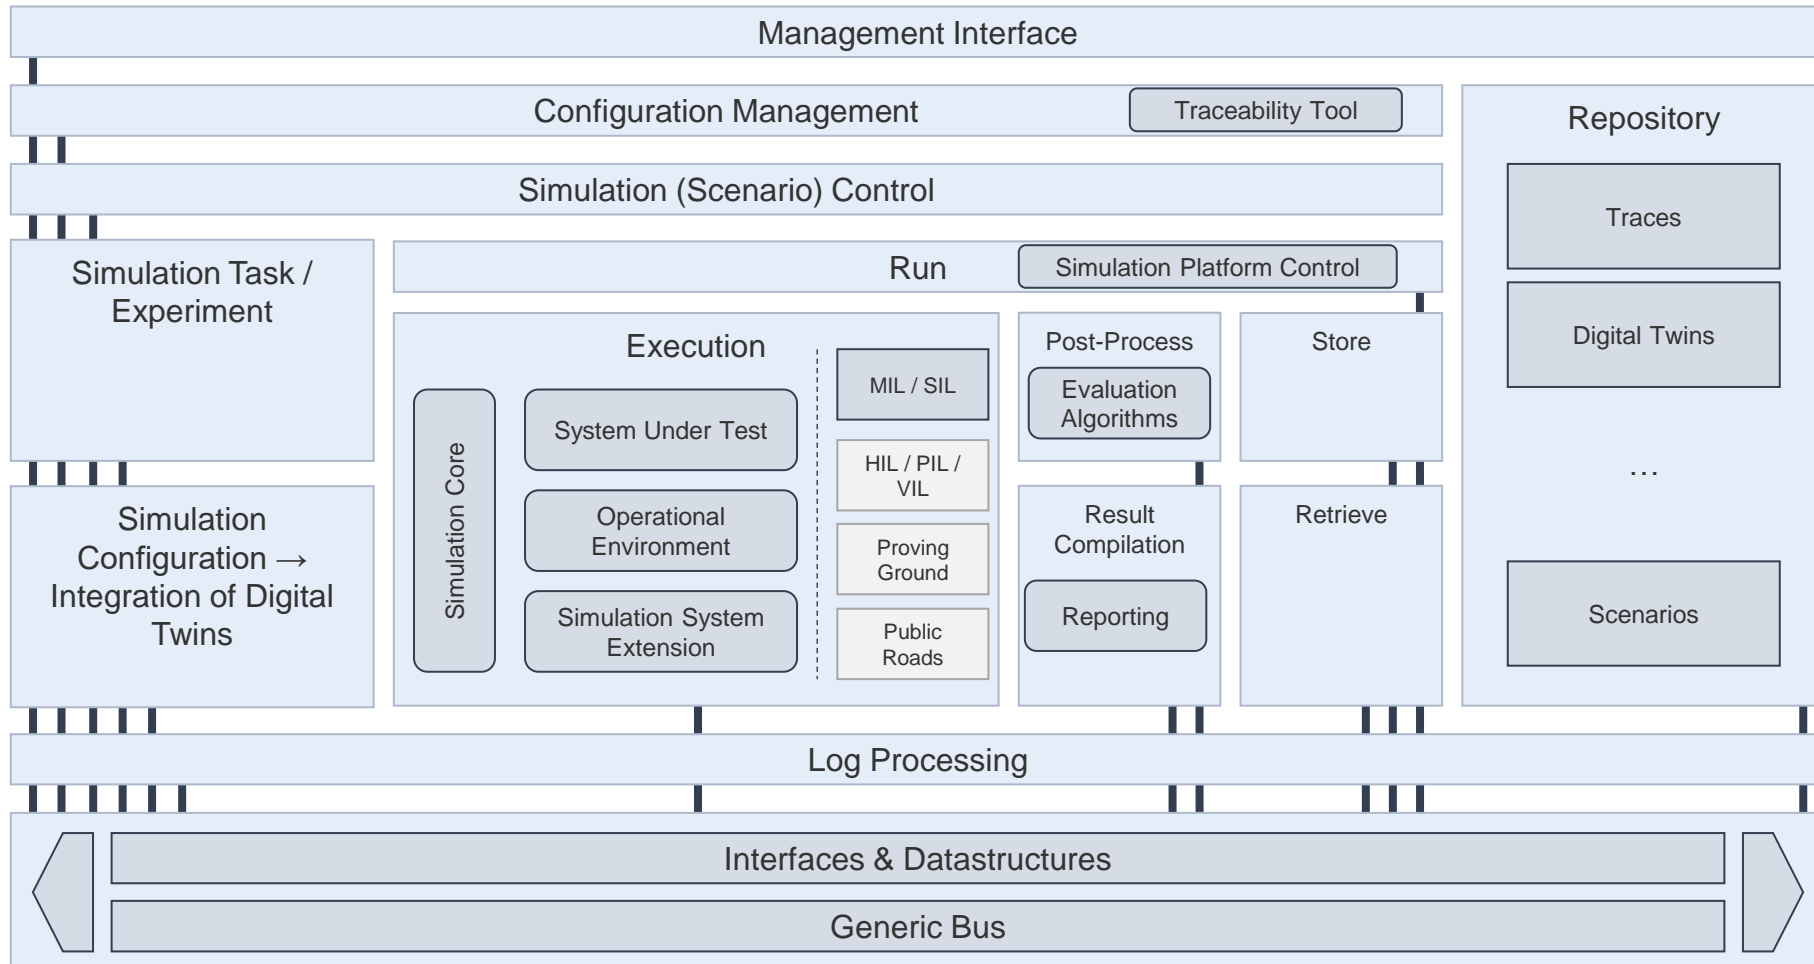 Management Interface
Configuration Management
Traceability Tool
Repository
Simulation (Scenario) Control
Traces
Simulation Task /
Experiment
Run
Simulation Platform Control
Digital Twins
Execution
Simulation Core
System Under Test
Operational
Environment
Simulation System
Extension
MIL / SIL
HIL / PIL /
VIL
Proving
Ground
Public
Roads
Post-Process
Evaluation
Algorithms
Store
...
Simulation
Configuration →
Integration of Digital
Twins
Result
Compilation
Reporting
Retrieve
Scenarios
Log Processing
Interfaces & Datastructures
Generic Bus